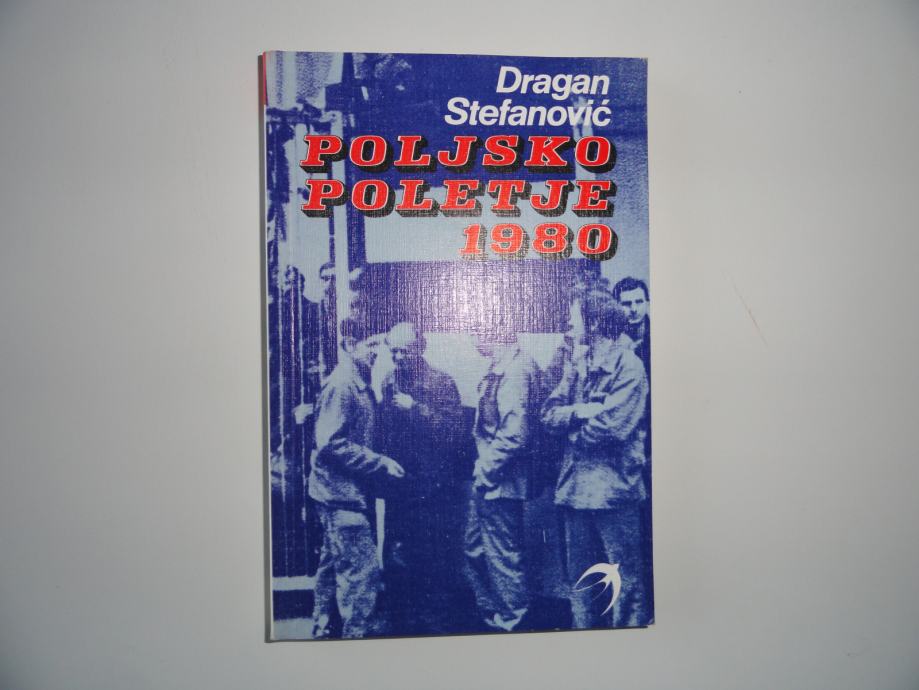 Dragan
Stefanović
POLJSKO
POLETJE
1980